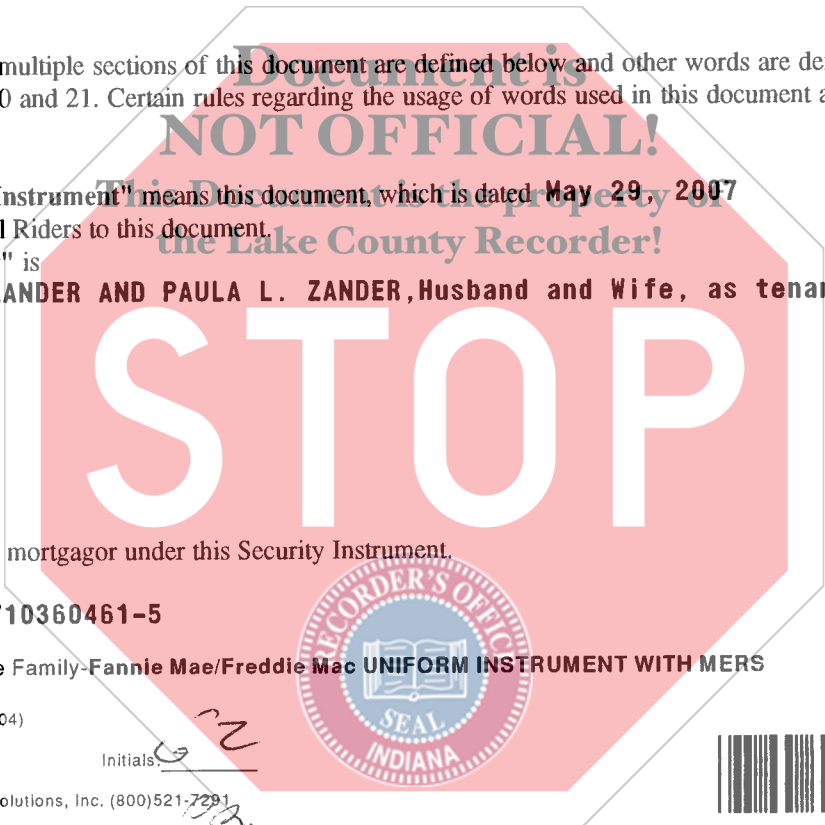 multiple sections of this document are defined below and other words are de
Document is
0 and 21. Certain rules regarding the usage of words used in this document a
NOT OFFICIAL!
Instrument" means this document, which is dated May 29, 2007
This Document is the property of
l Riders to this document.
the Lake County Recorder!
" is
ANDER AND PAULA L. ZANDER,Husband and Wife, as tenan
STOP
mortgagor under this Security Instrument.
710360461-5
RECORDER'S OFFICE
e Family-Fannie Mae/Freddie Mac UNIFORM INSTRUMENT WITH MERS
04)
SEAL
INDIANA
Initials:
olutions, Inc. (800)521-7291